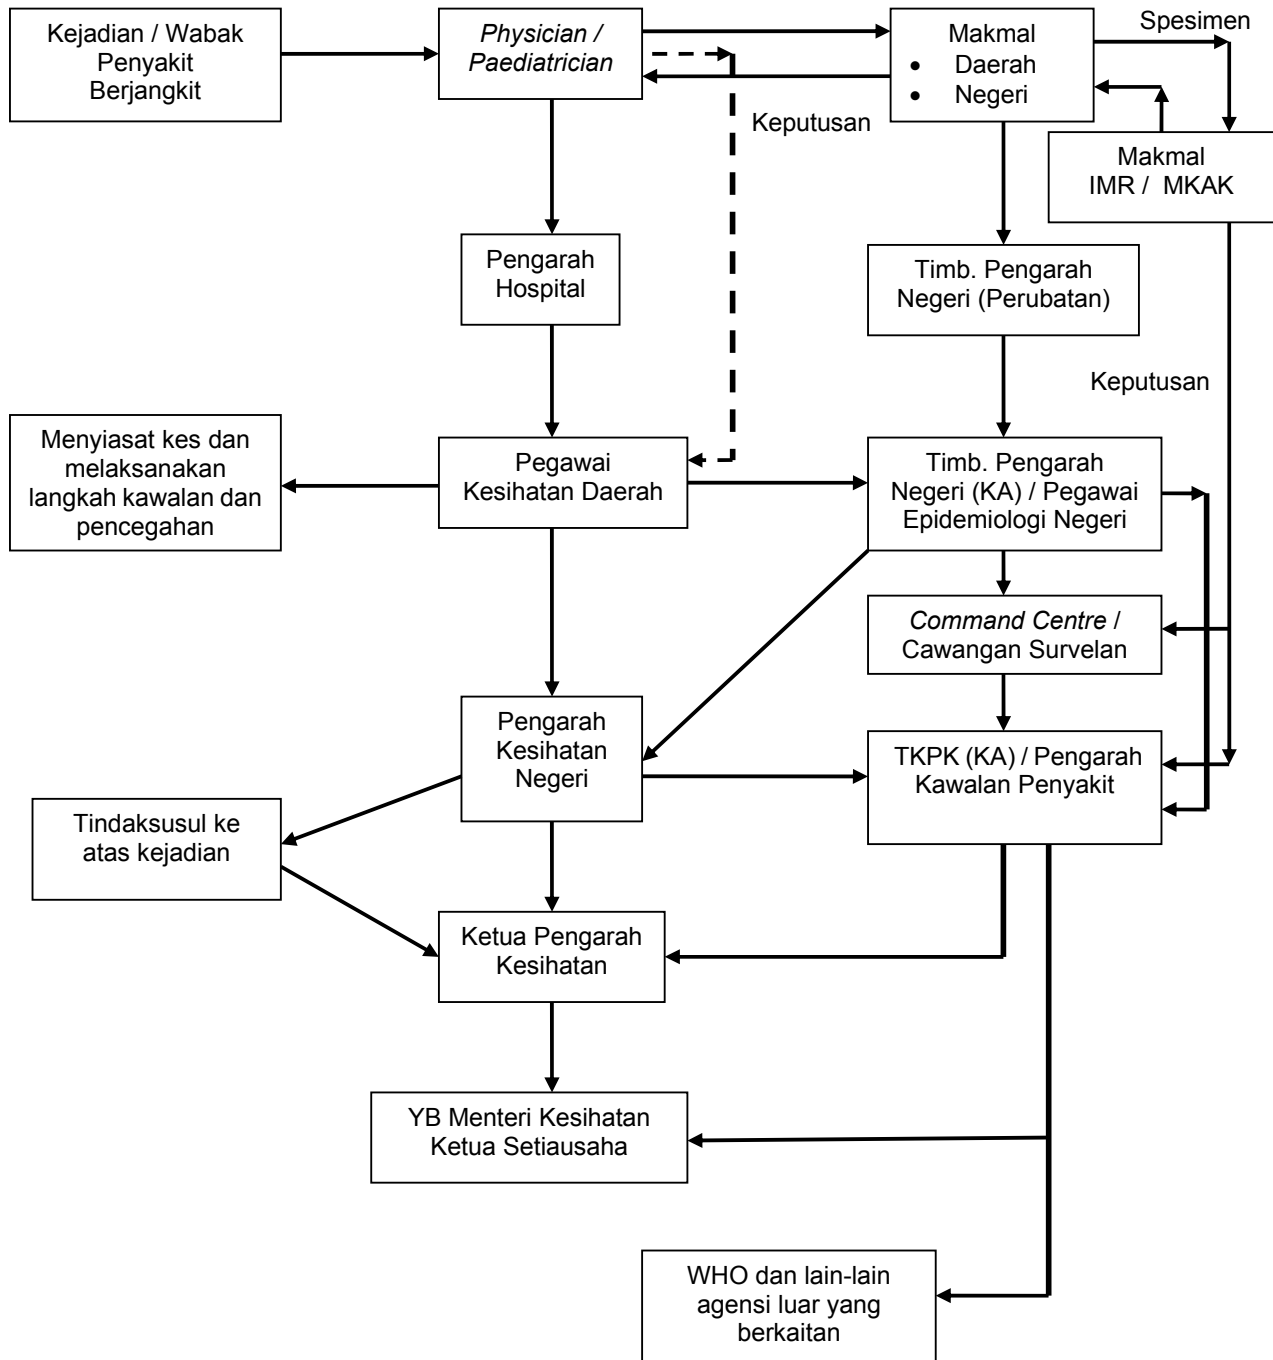 Kejadian / Wabak
Penyakit
Berjangkit
Physician /
Paediatrician
Makmal
• Daerah
• Negeri
Spesimen
Keputusan
Makmal
IMR / MKAK
Pengarah
Hospital
Timb. Pengarah
Negeri (Perubatan)
Keputusan
Menyiasat kes dan
melaksanakan
langkah kawalan dan
pencegahan
Pegawai
Kesihatan Daerah
Timb. Pengarah
Negeri (KA) / Pegawai
Epidemiologi Negeri
Command Centre /
Cawangan Survelan
Pengarah
Kesihatan
Negeri
TKPK (KA) / Pengarah
Kawalan Penyakit
Tindaksusul ke
atas kejadian
Ketua Pengarah
Kesihatan
YB Menteri Kesihatan
Ketua Setiausaha
WHO dan lain-lain
agensi luar yang
berkaitan